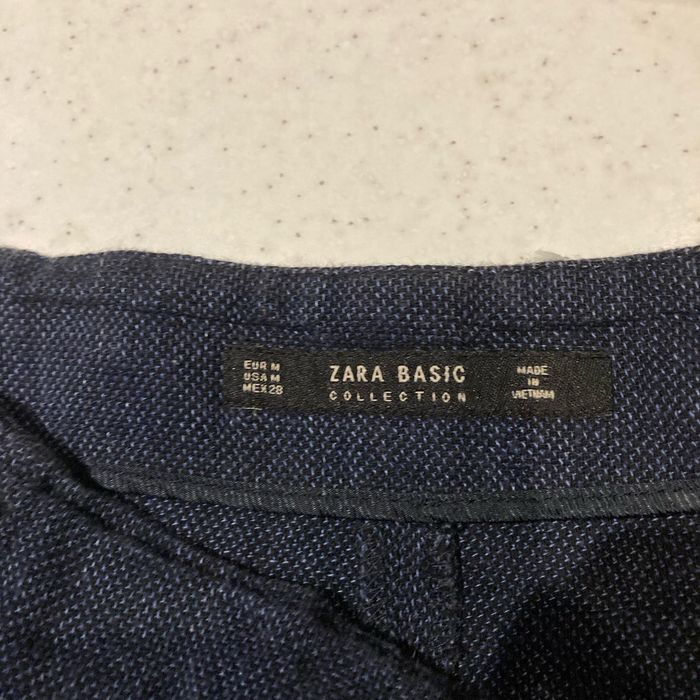 EUR M
USA M
MEX 28
ZARA BASIC
COLLECTION
MADE
IN
VIETNAM